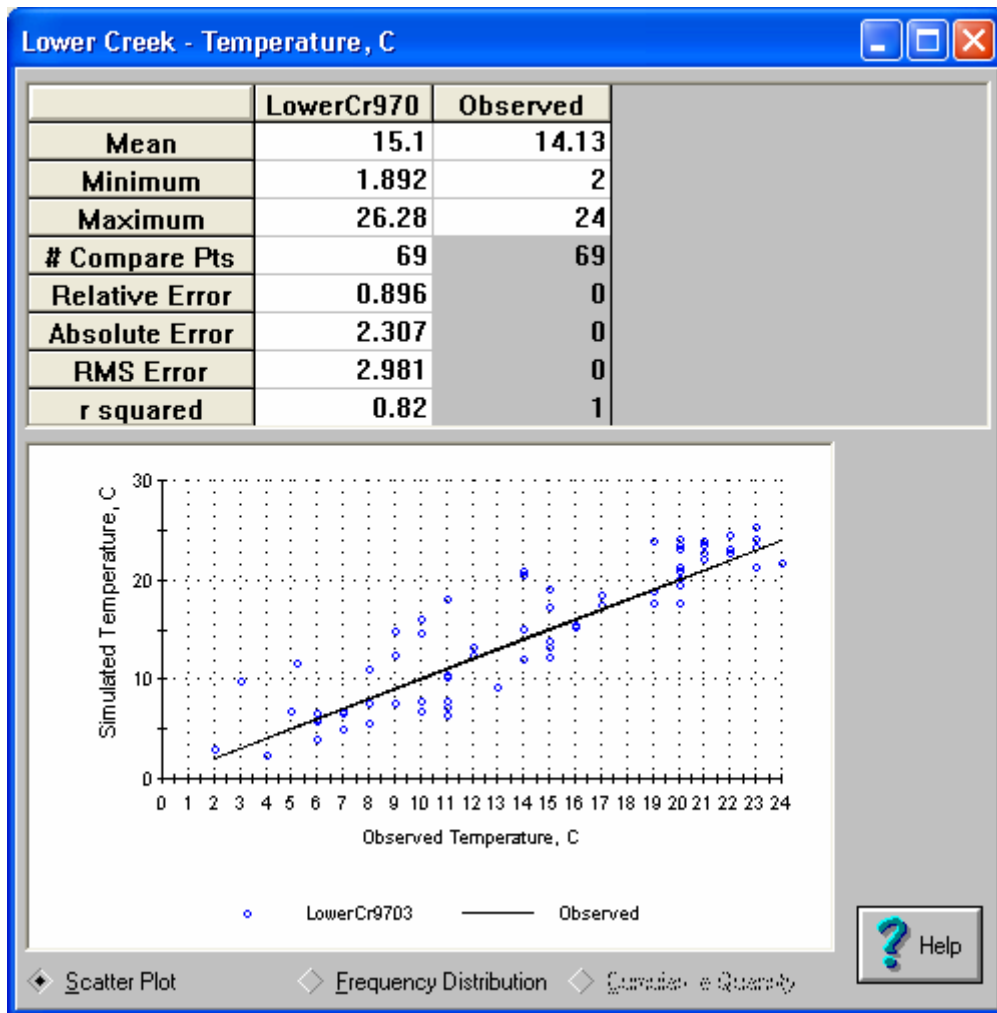 Lower Creek - Temperature, C
LowerCr970 Observed
Mean 15.1 14.13
Minimum 1.892 2
Maximum 26.28 24
# Compare Pts 69 69
Relative Error 0.896 0
Absolute Error 2.307 0
RMS Error 2.981 0
r squared 0.82 1
Simulated Temperature, C
30
20
10
0
0 1 2 3 4 5 6 7 8 9 10 11 12 13 14 15 16 17 18 19 20 21 22 23 24
Observed Temperature, C
LowerCr9703 Observed
? Help
Scatter Plot Frequency Distribution